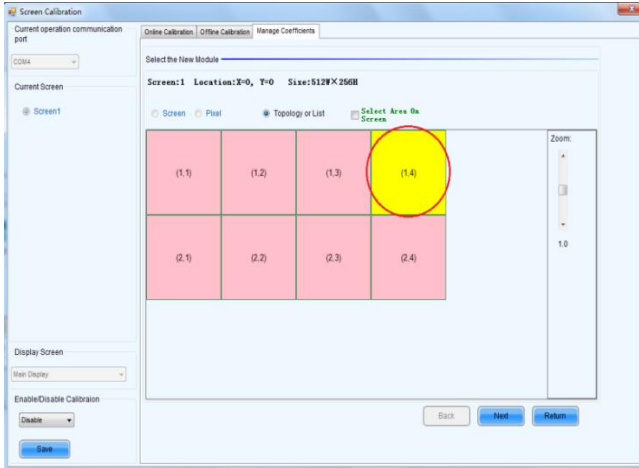 Screen Calibration
Current operation communication
port
COM4
Current Screen
Screen1
Display Screen
Main Display
Enable/Disable Calibraion
Disable
Save
Online Calibration Offline Calibration Manage Coefficients
Select the New Module
Screen:1 Location:X=0, Y=0 Size:512W×256H
Screen Pixel Topology or List Select Area On
Screen
(1,1) (1,2) (1,3) (1,4)
(2,1) (2,2) (2,3) (2,4)
Zoom:
1.0
Back Next Return